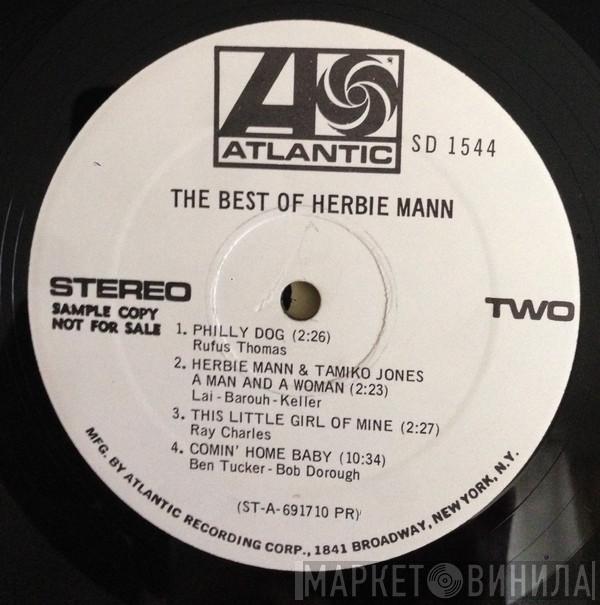 ATLANTIC
SD 1544
THE BEST OF HERBIE MANN
STEREO
SAMPLE COPY
NOT FOR SALE
TWO
1. PHILLY DOG (2:26)
Rufus Thomas
2. HERBIE MANN & TAMIKO JONES
A MAN AND A WOMAN (2:23)
Lai - Barouh - Keller
3. THIS LITTLE GIRL OF MINE (2:27)
Ray Charles
4. COMIN' HOME BABY (10:34)
Ben Tucker - Bob Dorough
(ST-A-691710 PR)
MFG. BY ATLANTIC RECORDING CORP., 1841 BROADWAY, NEW YORK, N.Y.
МАРКЕТ ВИНИЛА